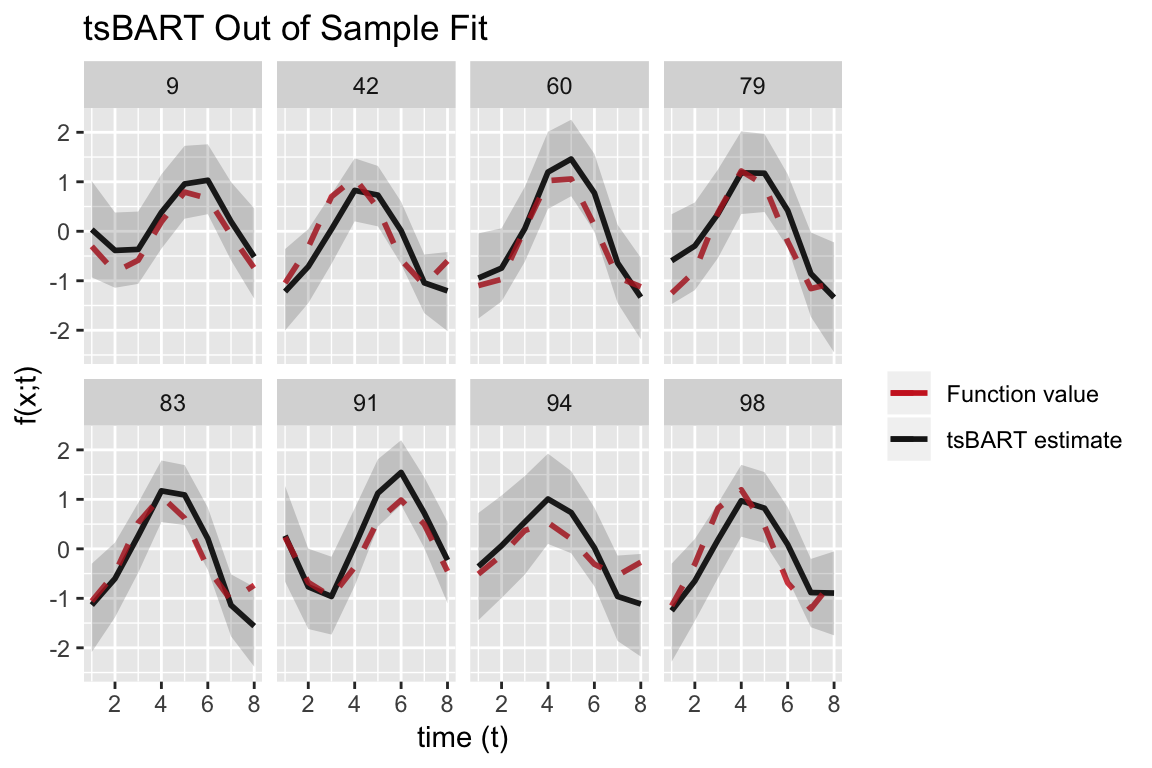 tsBART Out of Sample Fit
9 42 60 79
2
1
0
-1
-2
83 91 94 98
2
1
0
-1
-2
2 4 6 8 2 4 6 8 2 4 6 8 2 4 6 8
time (t)
f(x;t)
Function value
tsBART estimate